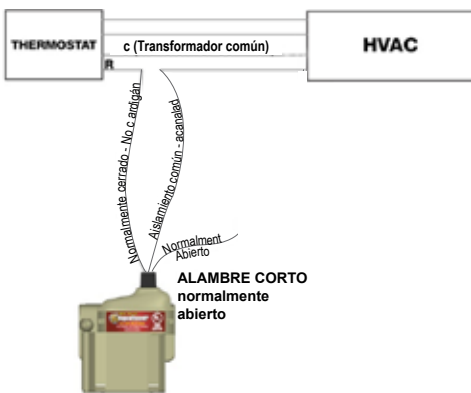 THERMOSTAT
c (Transformador común)
HVAC
R
Normalmente cerrado - No c ardigán
Aislamiento común - acanalad
Normalment
Abierto
ALAMBRE CORTO
normalmente
abierto